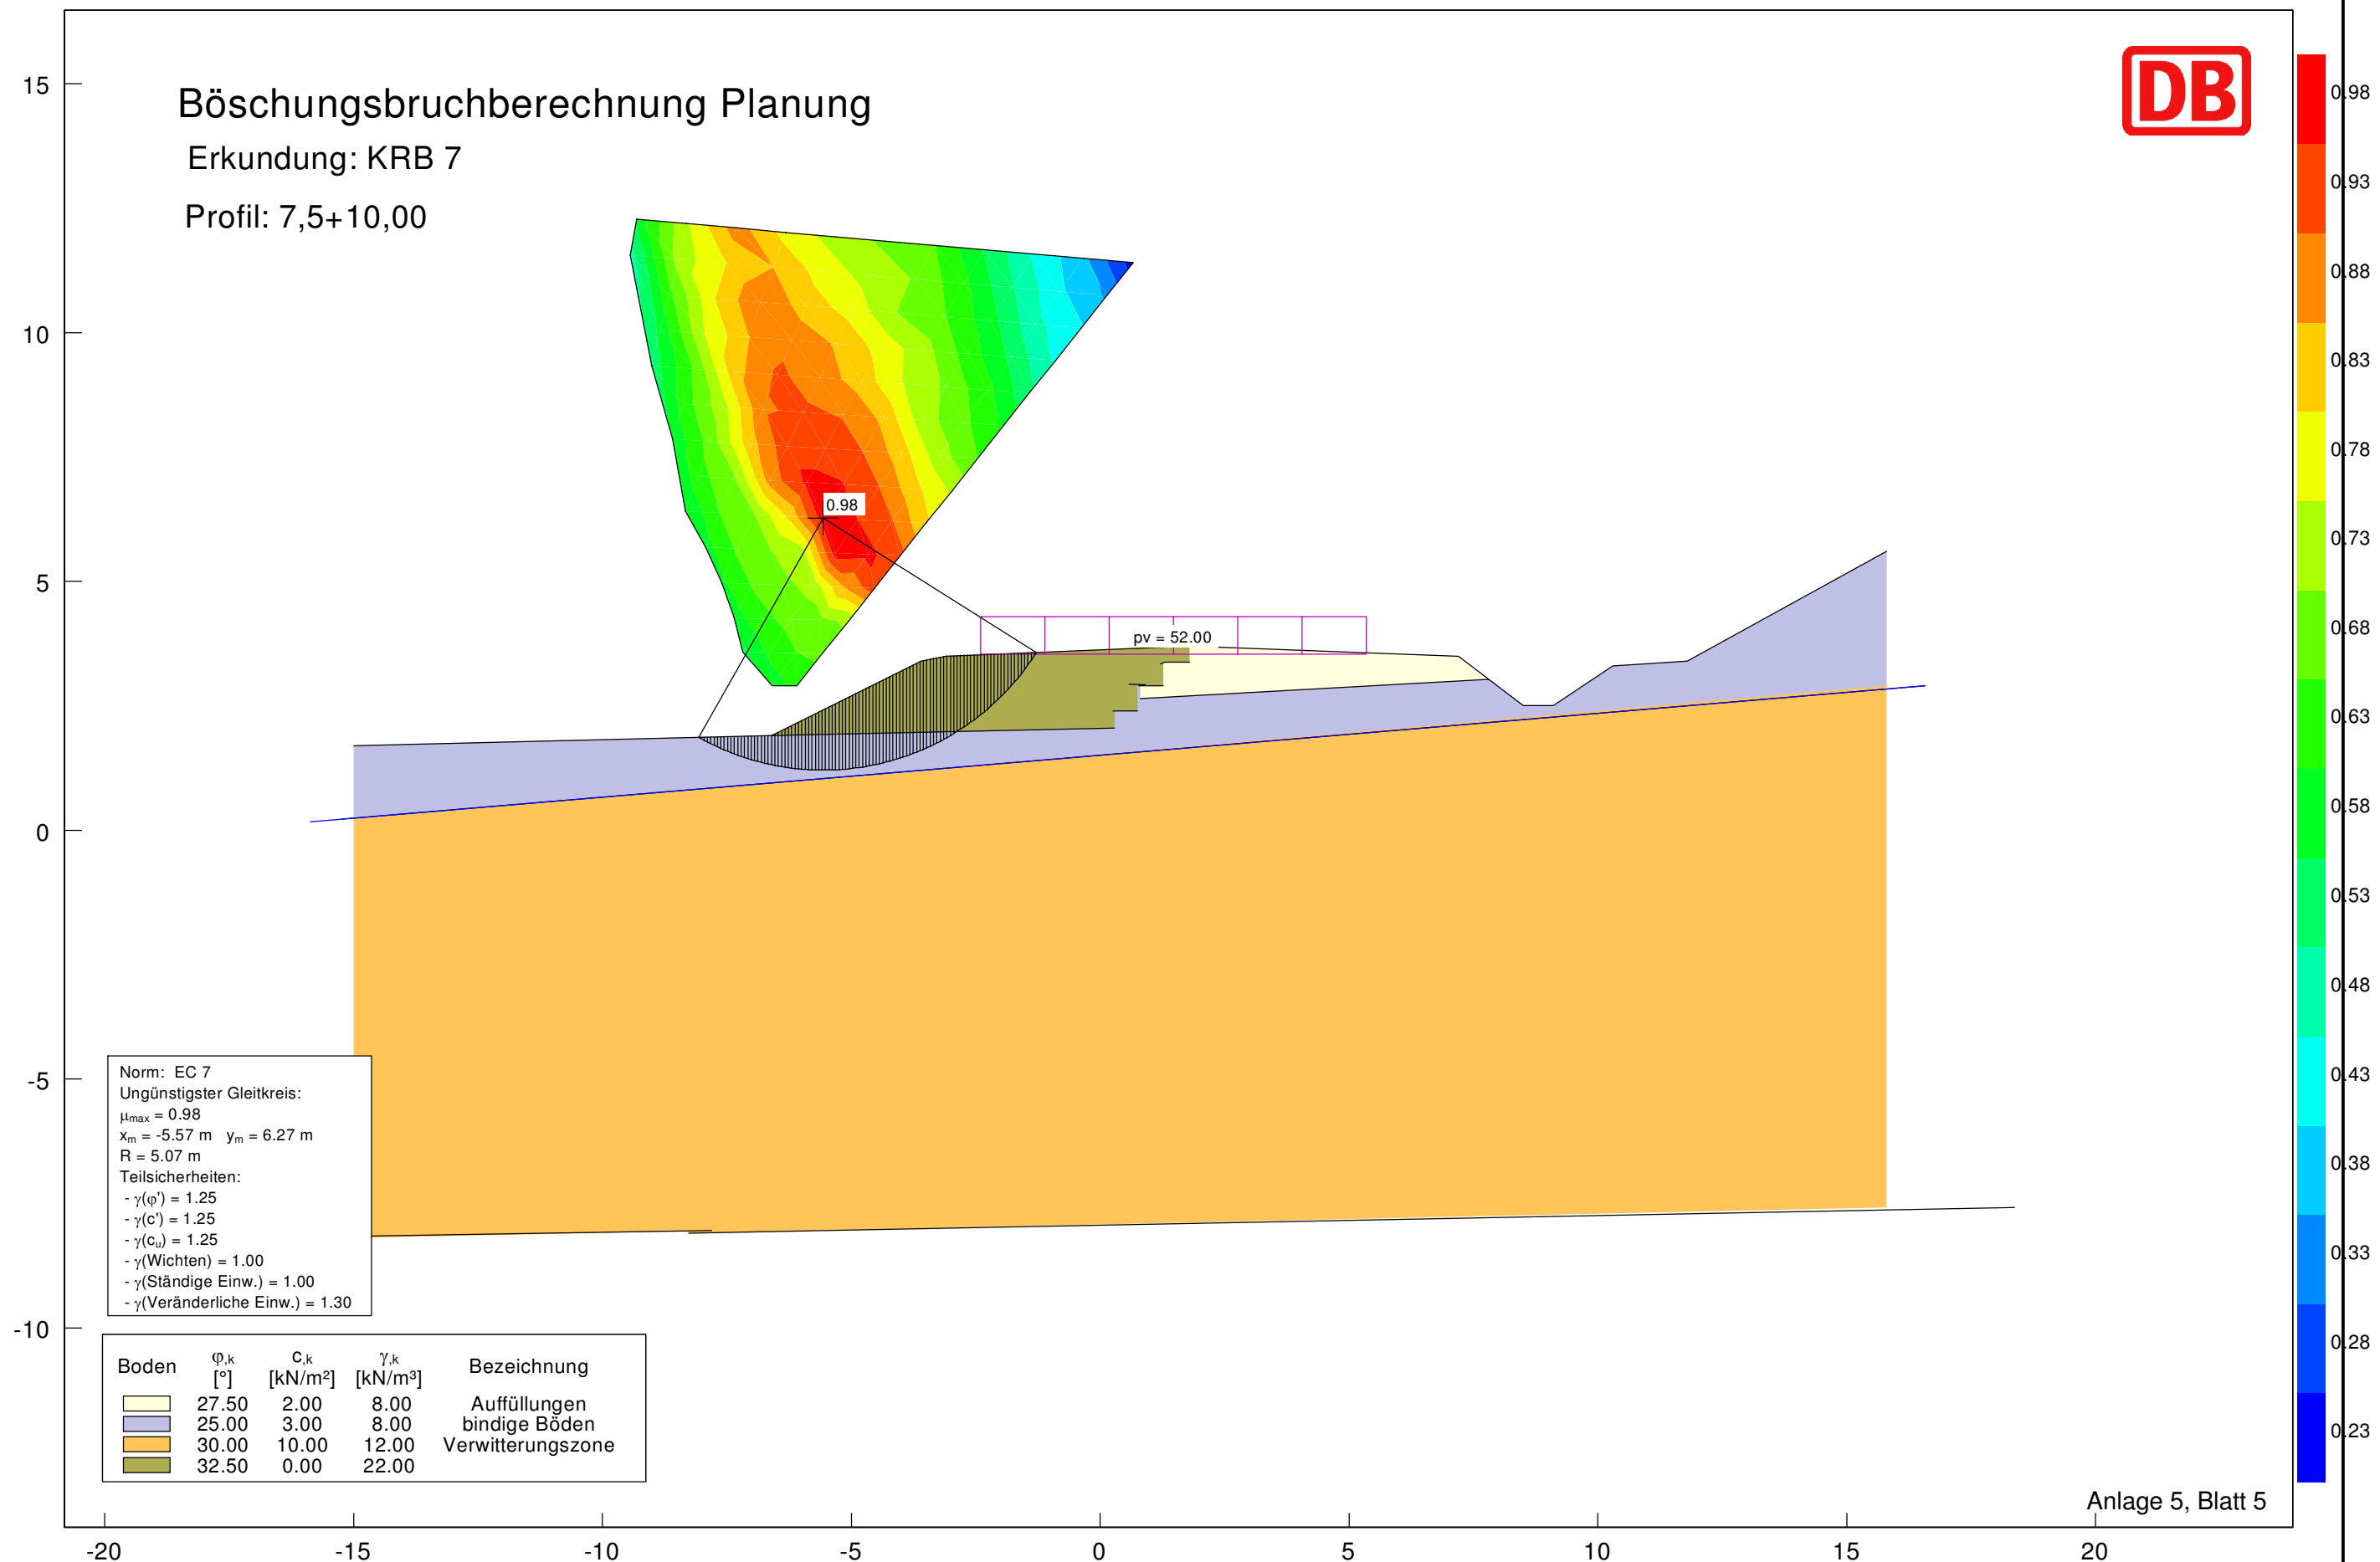 Böschungsbruchberechnung Planung
Erkundung: KRB 7
Profil: 7,5+10,00
DB
15
10
5
0
-5
-10
0.98
pv = 52.00
0.98
0.93
0.88
0.83
0.78
0.73
0.68
0.63
0.58
0.53
0.48
0.43
0.38
0.33
0.28
0.23
Norm: EC 7
Ungünstigster Gleitkreis:
μmax = 0.98
xm = -5.57 m ym = 6.27 m
R = 5.07 m
Teilsicherheiten:
- γ(φ') = 1.25
- γ(c') = 1.25
- γ(cu) = 1.25
- γ(Wichten) = 1.00
- γ(Ständige Einw.) = 1.00
- γ(Veränderliche Einw.) = 1.30
Boden φ,k [°] c,k [kN/m²] γ,k [kN/m³] Bezeichnung
27.50 2.00 8.00 Auffüllungen
25.00 3.00 8.00 bindige Böden
30.00 10.00 12.00 Verwitterungszone
32.50 0.00 22.00
Anlage 5, Blatt 5
-20 -15 -10 -5 0 5 10 15 20